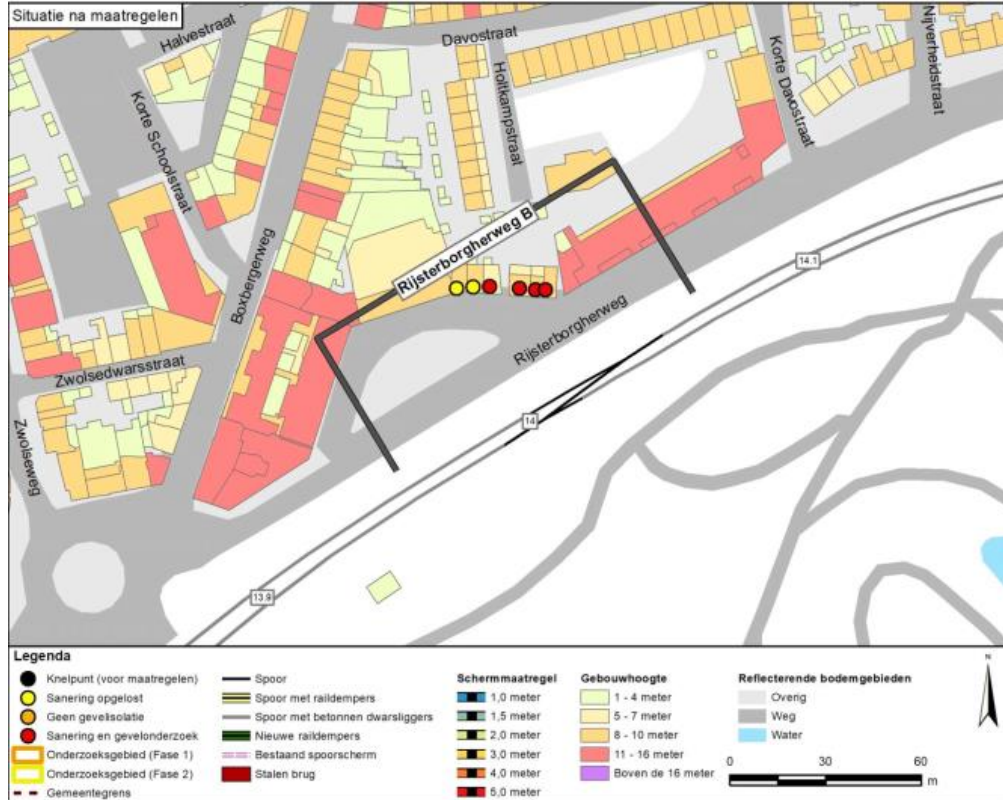 Situatie na maatregelen
Halvestraat
Davostraat
Nijverheidstraat
Korte Davostraat
Holtkampstraat
Korte Schoolstraat
Boxbergerweg
Rijsterborgherweg B
14.1
Rijsterborgherweg
Zwolsedwarsstraat
14
Zwolseweg
13.9
Legenda
Knelpunt (voor maatregelen)
Sanering opgelost
Geen gevelisolatie
Sanering en gevelonderzoek
Onderzoeksgebied (Fase 1)
Onderzoeksgebied (Fase 2)
Gemeentegrens
Spoor
Spoor met raildempers
Spoor met betonnen dwarsliggers
Nieuwe raildempers
Bestaand spoorscherm
Stalen brug
Schermmaatregel
1,0 meter
1,5 meter
2,0 meter
3,0 meter
4,0 meter
5,0 meter
Gebouwhoogte
1 - 4 meter
5 - 7 meter
8 - 10 meter
11 - 16 meter
Boven de 16 meter
Reflecterende bodemgebieden
Overig
Weg
Water
N
0 30 60
m